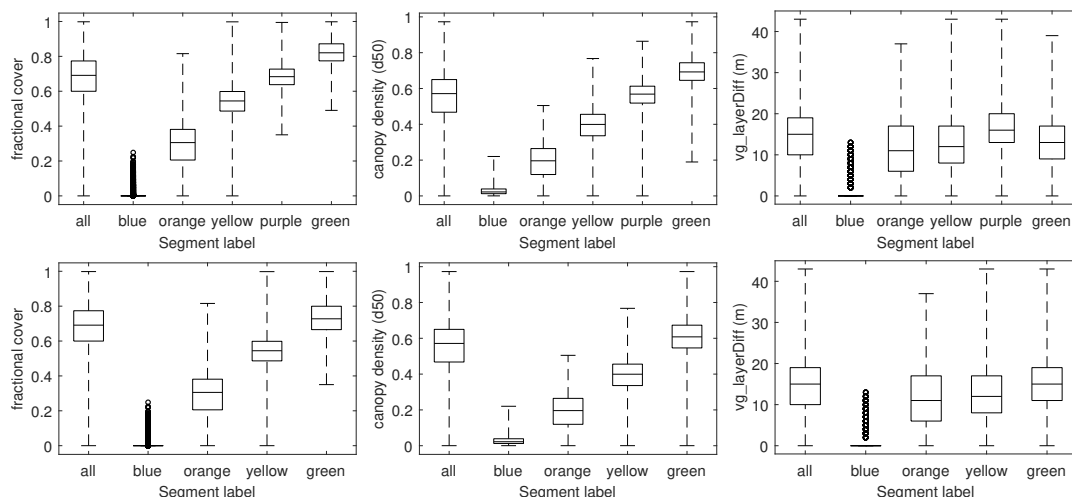 fractional cover
1
0.8
0.6
0.4
0.2
0
all blue orange yellow purple green
Segment label
canopy density (d50)
1
0.8
0.6
0.4
0.2
0
all blue orange yellow purple green
Segment label
vg_layerDiff (m)
40
30
20
10
0
all blue orange yellow purple green
Segment label
fractional cover
1
0.8
0.6
0.4
0.2
0
all blue orange yellow green
Segment label
canopy density (d50)
1
0.8
0.6
0.4
0.2
0
all blue orange yellow green
Segment label
vg_layerDiff (m)
40
30
20
10
0
all blue orange yellow green
Segment label